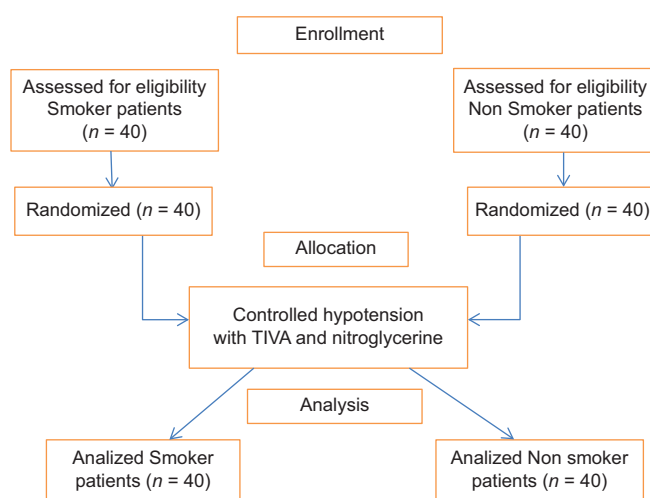 Enrollment
Assessed for eligibility
Smoker patients
(n = 40)
Assessed for eligibility
Non Smoker patients
(n = 40)
Randomized (n = 40)
Randomized (n = 40)
Allocation
Controlled hypotension
with TIVA and nitroglycerine
Analysis
Analized Smoker
patients (n = 40)
Analized Non smoker
patients (n = 40)